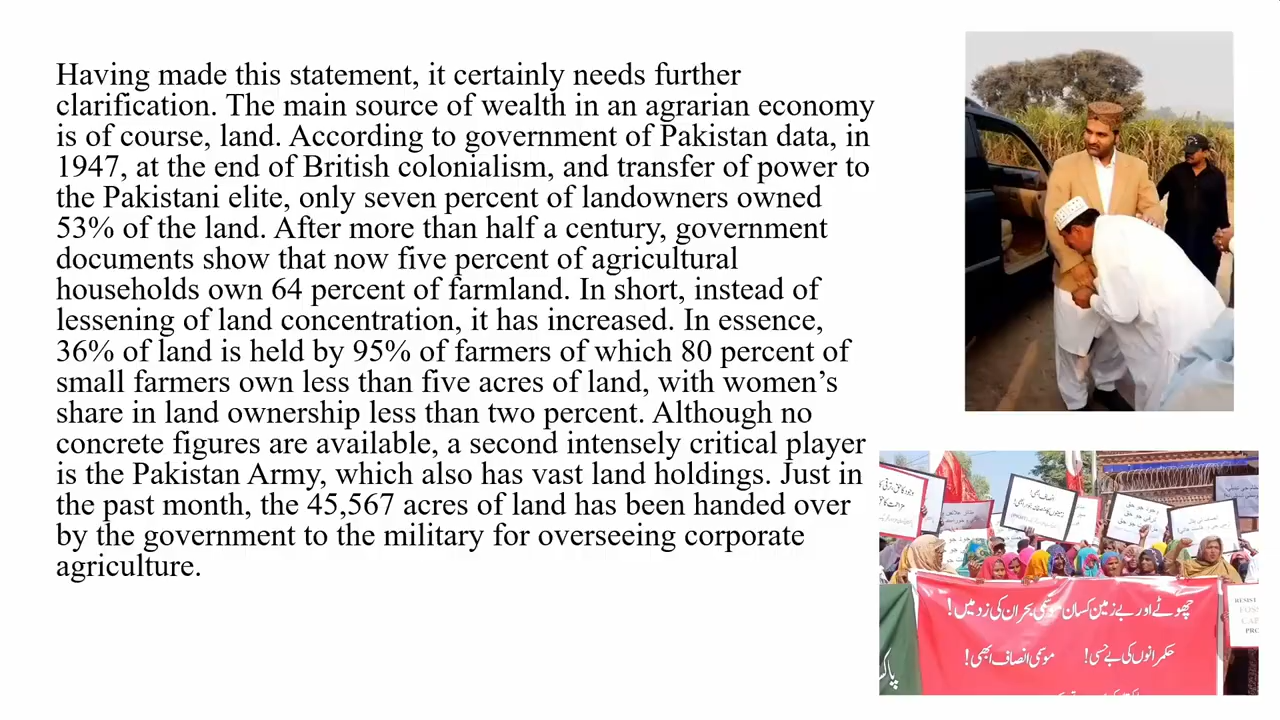 Having made this statement, it certainly needs further
clarification. The main source of wealth in an agrarian economy
is of course, land. According to government of Pakistan data, in
1947, at the end of British colonialism, and transfer of power to
the Pakistani elite, only seven percent of landowners owned
53% of the land. After more than half a century, government
documents show that now five percent of agricultural
households own 64 percent of farmland. In short, instead of
lessening of land concentration, it has increased. In essence,
36% of land is held by 95% of farmers of which 80 percent of
small farmers own less than five acres of land, with women’s
share in land ownership less than two percent. Although no
concrete figures are available, a second intensely critical player
is the Pakistan Army, which also has vast land holdings. Just in
the past month, the 45,567 acres of land has been handed over
by the government to the military for overseeing corporate
agriculture.
چھوٹے اور بے زمین کسان موسمی بحران کی زد میں!
حکمرانوں کی بے حسی! موسمی انصاف ابھی!
RESIST